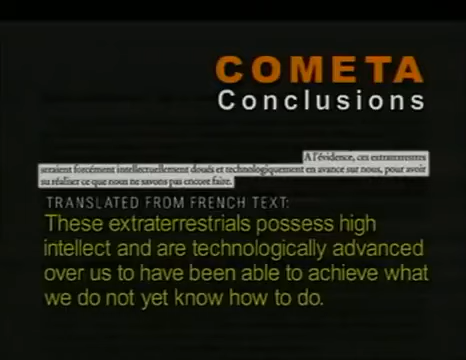 COMETA
Conclusions
A l'évidence, ces extraterrestres
seraient forcément intellectuellement doués et technologiquement en avance sur nous, pour avoir
su réaliser ce que nous ne savons pas encore faire.
TRANSLATED FROM FRENCH TEXT:
These extraterrestrials possess high
intellect and are technologically advanced
over us to have been able to achieve what
we do not yet know how to do.